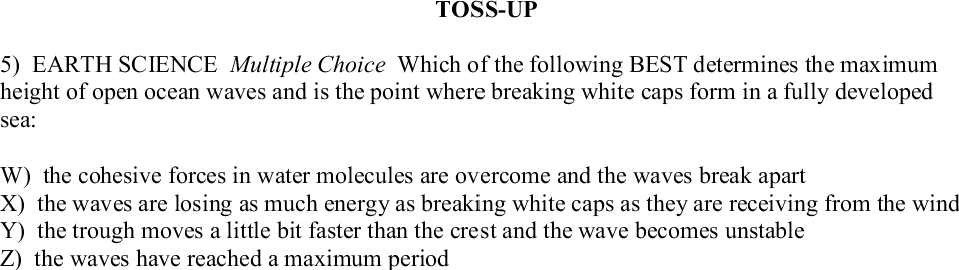 TOSS-UP
5) EARTH SCIENCE Multiple Choice Which of the following BEST determines the maximum
height of open ocean waves and is the point where breaking white caps form in a fully developed
sea:
W) the cohesive forces in water molecules are overcome and the waves break apart
X) the waves are losing as much energy as breaking white caps as they are receiving from the wind
Y) the trough moves a little bit faster than the crest and the wave becomes unstable
Z) the waves have reached a maximum period